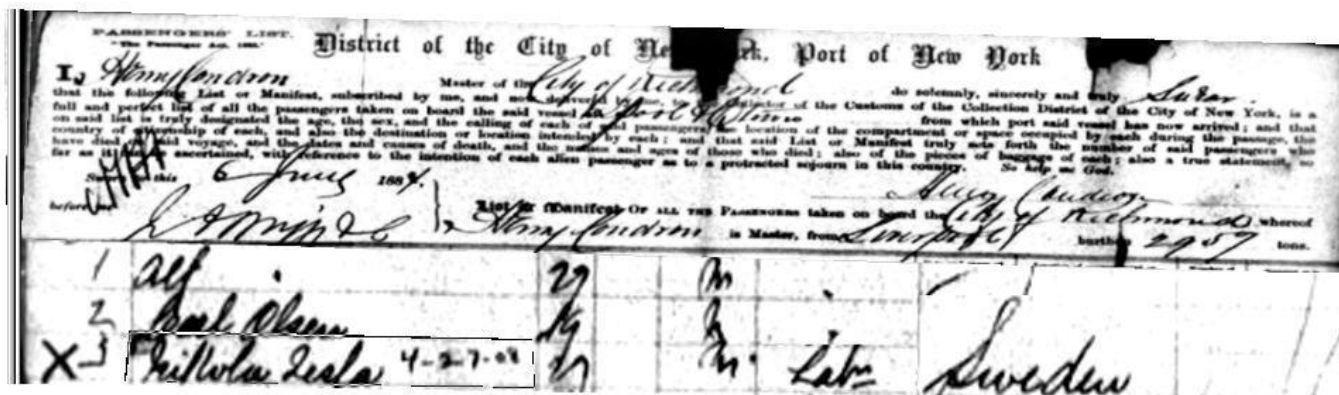 PASSENGERS' LIST.
"The Passenger Act, 1882."
District of the City of New York, Port of New York
I, Henry Condron Master of the City of Richmond do solemnly, sincerely and truly Swear
that the following List or Manifest, subscribed by me, and now delivered by me, to the Collector of the Customs of the Collection District of the City of New York, is a
full and perfect list of all the passengers taken on board the said vessel at from which port said vessel has now arrived; and that
on said list is truly designated the age, the sex, and the calling of each of said passengers, the location of the compartment or space occupied by each during the passage, the
country of citizenship of each, and also the destination or location intended by each; and that said List or Manifest truly sets forth the number of said passengers who
have died on said voyage, and the dates and causes of death, and the names and ages of those who died; also of the pieces of baggage of each; also a true statement, so
far as it can be ascertained, with reference to the intention of each alien passenger as to a protracted sojourn in this country. So help me God.
Sworn to this 6 June 1884.
Henry Condron
before me
List or Manifest OF ALL THE PASSENGERS taken on board the City of Richmond whereof
Henry Condron is Master, from Liverpool burthen 2957 tons.
1 Alf 29 m
2 Olsen 19 m
X 3 Nikola Tesla 4-27-08 27 m Labr Sweden